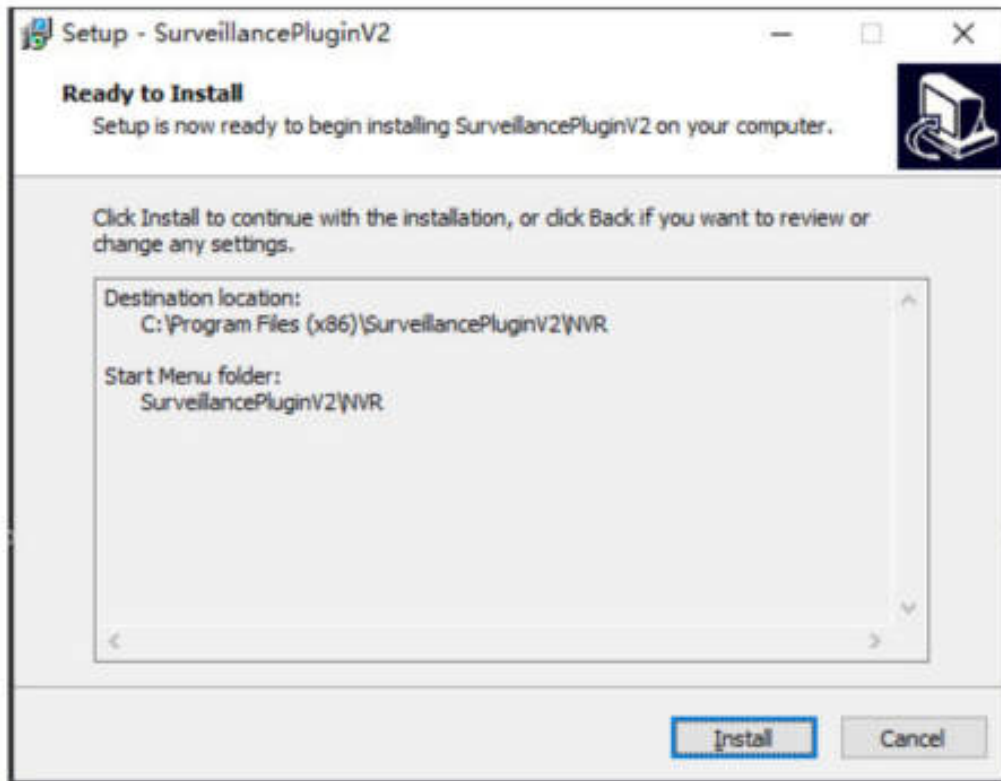 Setup - SurveillancePluginV2
Ready to Install
Setup is now ready to begin installing SurveillancePluginV2 on your computer.
Click Install to continue with the installation, or click Back if you want to review or
change any settings.
Destination location:
C:\Program Files (x86)\SurveillancePluginV2\NVR
Start Menu folder:
SurveillancePluginV2\NVR
Install
Cancel